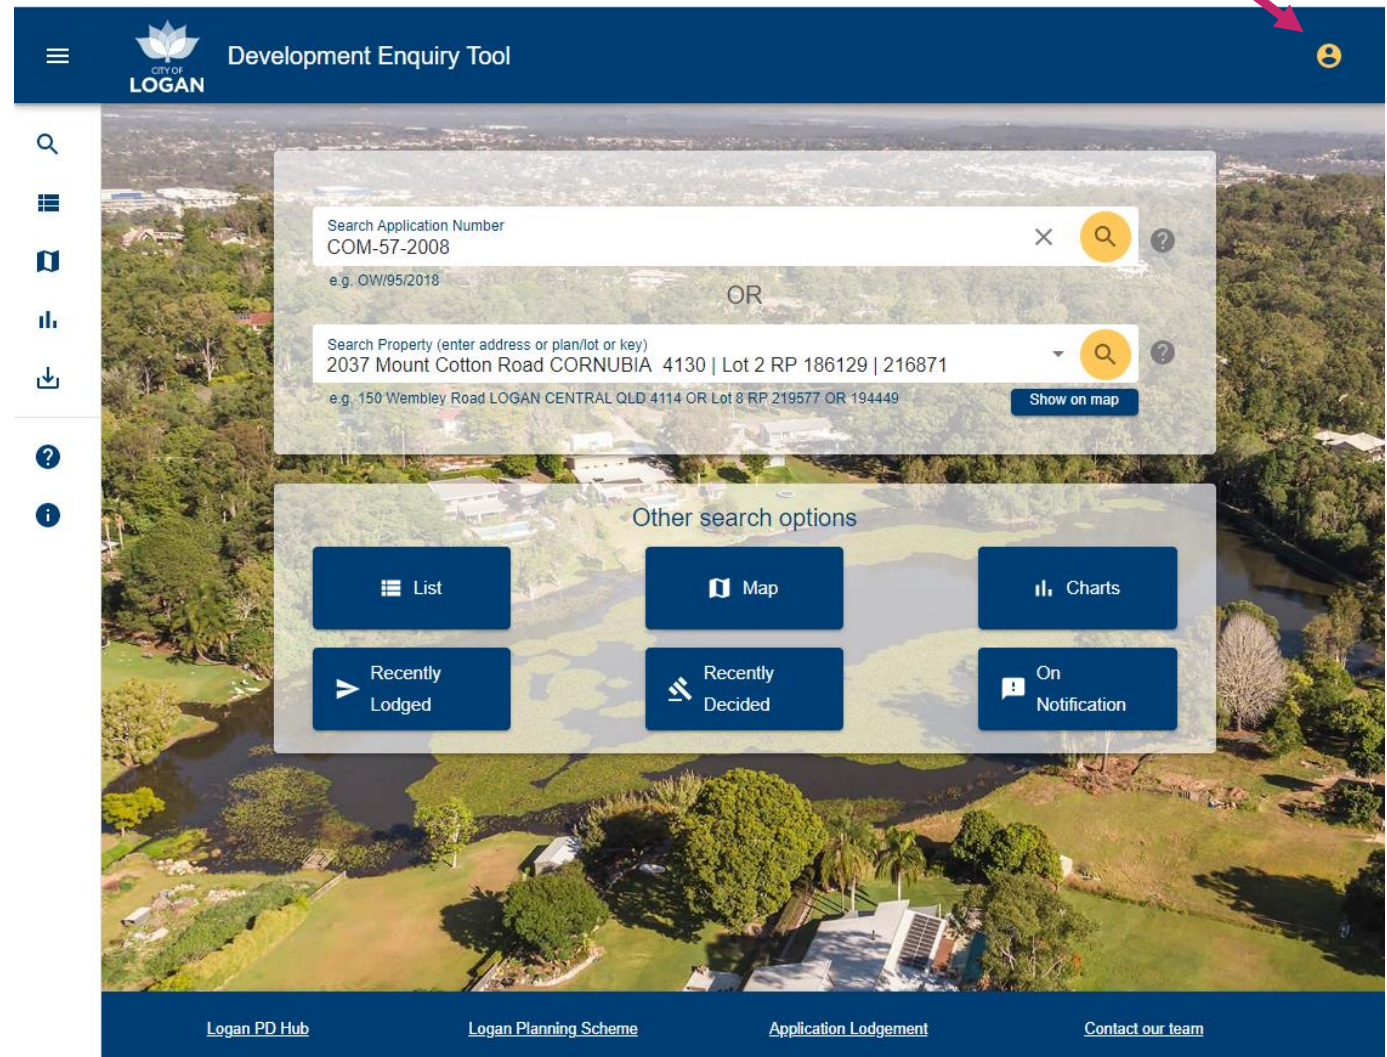 CITY OF
LOGAN
Development Enquiry Tool
Search Application Number
COM-57-2008
e.g. OW/95/2018
OR
Search Property (enter address or plan/lot or key)
2037 Mount Cotton Road CORNUBIA  4130 | Lot 2 RP 186129 | 216871
e.g. 150 Wembley Road LOGAN CENTRAL QLD 4114 OR Lot 8 RP 219577 OR 194449
Show on map
Other search options
List
Map
Charts
Recently
Lodged
Recently
Decided
On
Notification
Logan PD Hub
Logan Planning Scheme
Application Lodgement
Contact our team